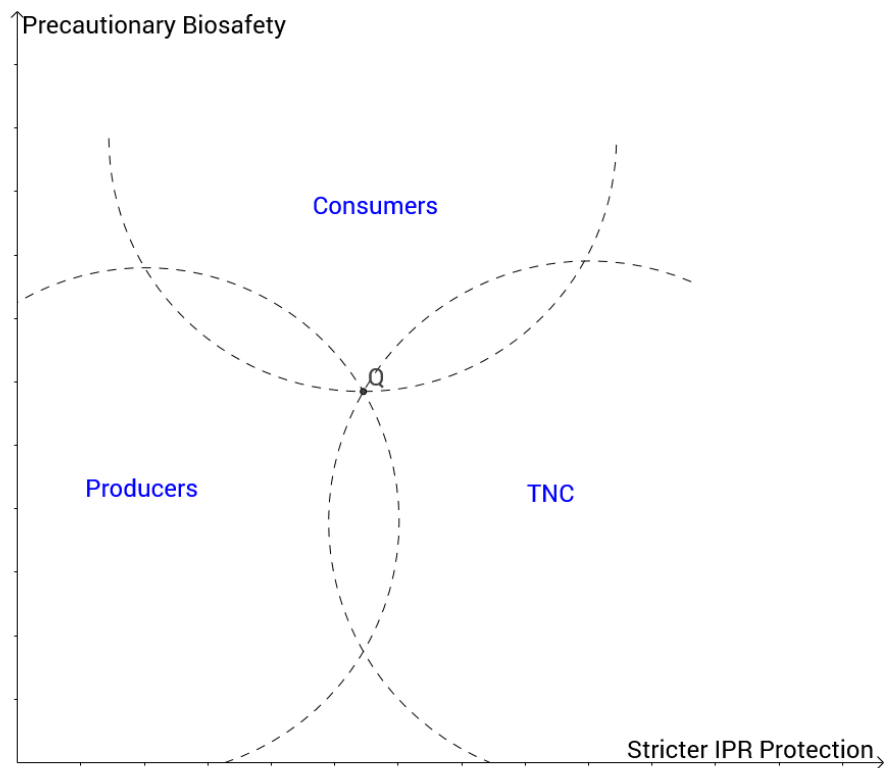 Precautionary Biosafety
Consumers
Q
Producers
TNC
Stricter IPR Protection